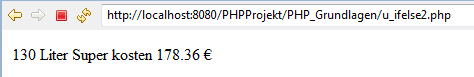 http://localhost:8080/PHPProjekt/PHP_Grundlagen/u_ifelse2.php
130 Liter Super kosten 178.36 €